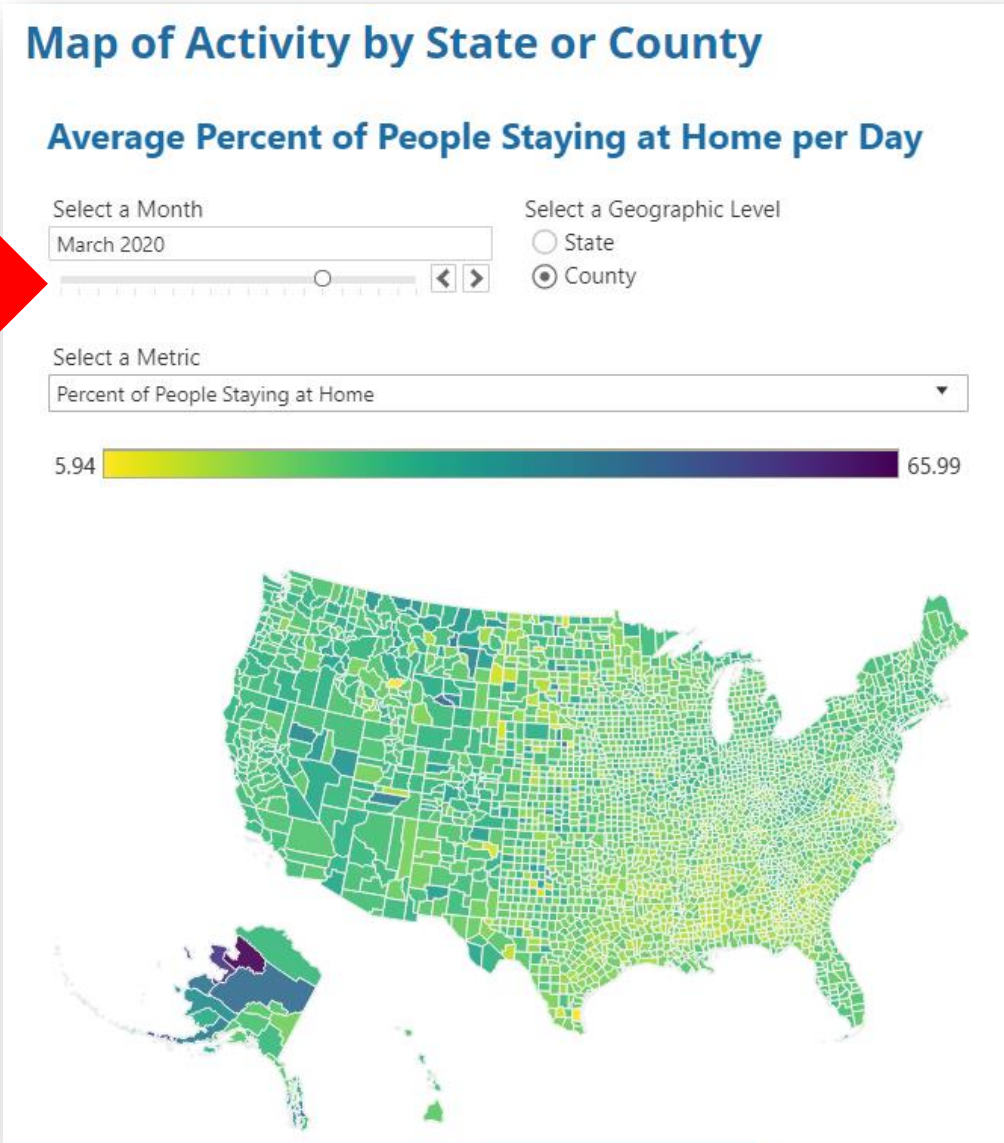 Map of Activity by State or County
Average Percent of People Staying at Home per Day
Select a Month
March 2020
Select a Geographic Level
State
County
Select a Metric
Percent of People Staying at Home
5.94
65.99